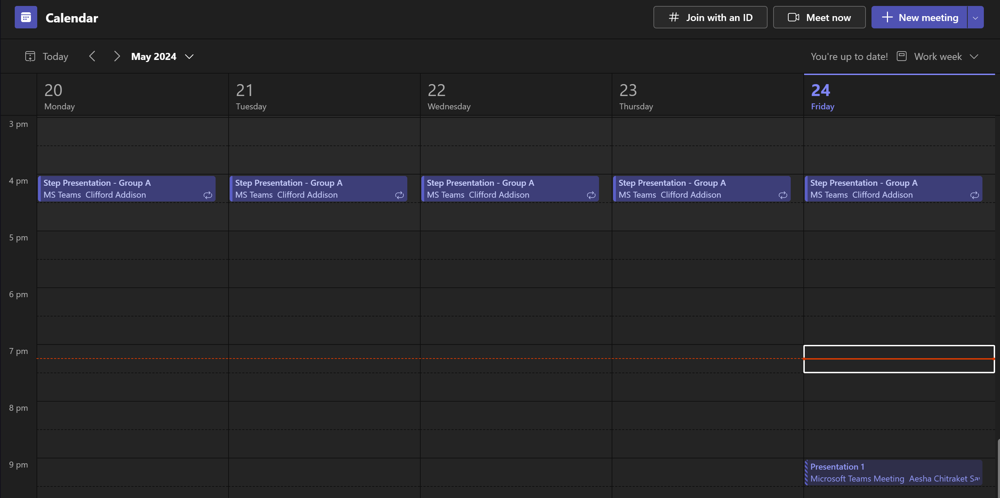 Calendar
# Join with an ID
Meet now
New meeting
Today
May 2024
You're up to date!
Work week
20
Monday
21
Tuesday
22
Wednesday
23
Thursday
24
Friday
3 pm
4 pm
Step Presentation - Group A
MS Teams Clifford Addison
Step Presentation - Group A
MS Teams Clifford Addison
Step Presentation - Group A
MS Teams Clifford Addison
Step Presentation - Group A
MS Teams Clifford Addison
Step Presentation - Group A
MS Teams Clifford Addison
5 pm
6 pm
7 pm
8 pm
9 pm
Presentation 1
Microsoft Teams Meeting Aesha Chitraket